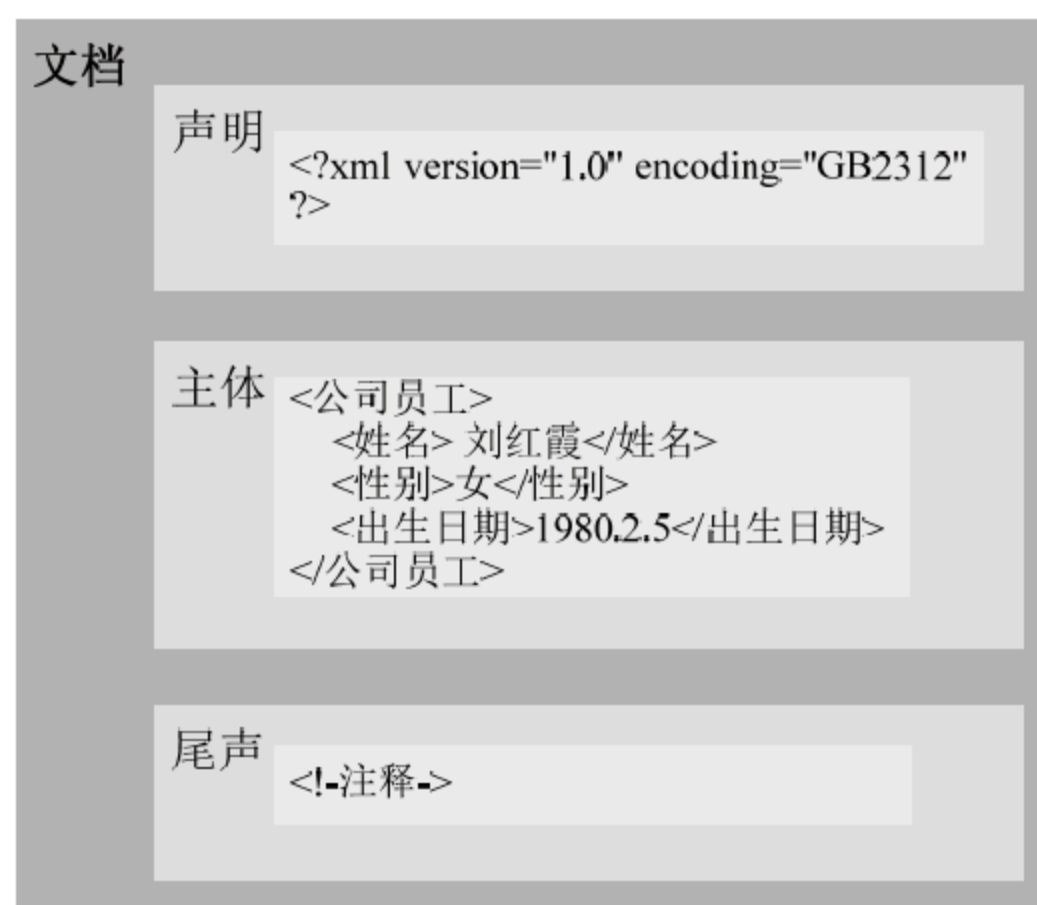 文档
声明
<?xml version="1.0" encoding="GB2312"
?>
主体
<公司员工>
<姓名> 刘红霞</姓名>
<性别>女</性别>
<出生日期>1980.2.5</出生日期>
</公司员工>
尾声
<!-注释->